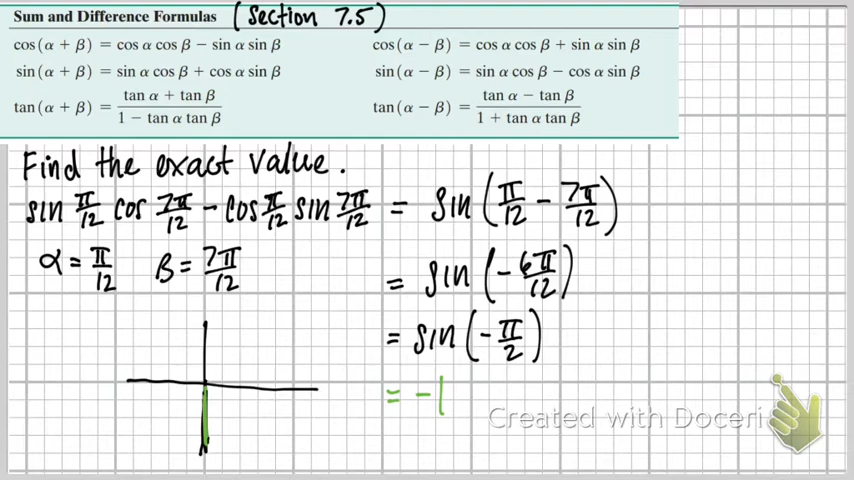 Sum and Difference Formulas (Section 7.5)
cos(α + β) = cos α cos β − sin α sin β    cos(α − β) = cos α cos β + sin α sin β
sin(α + β) = sin α cos β + cos α sin β    sin(α − β) = sin α cos β − cos α sin β
tan(α + β) = (tan α + tan β)/(1 − tan α tan β)    tan(α − β) = (tan α − tan β)/(1 + tan α tan β)
Find the exact value.
sin π/12 cos 7π/12 − cos π/12 sin 7π/12 = sin(π/12 − 7π/12)
α = π/12    β = 7π/12
= sin(−6π/12)
= sin(−π/2)
= −1
Created with Doceri